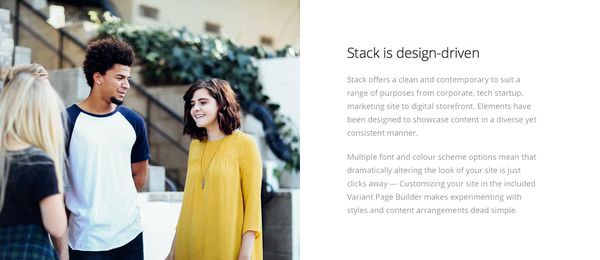 Stack is design-driven
Stack offers a clean and contemporary to suit a
range of purposes from corporate, tech startup,
marketing site to digital storefront. Elements have
been designed to showcase content in a diverse yet
consistent manner.
Multiple font and colour scheme options mean that
dramatically altering the look of your site is just
clicks away — Customizing your site in the included
Variant Page Builder makes experimenting with
styles and content arrangements dead simple.